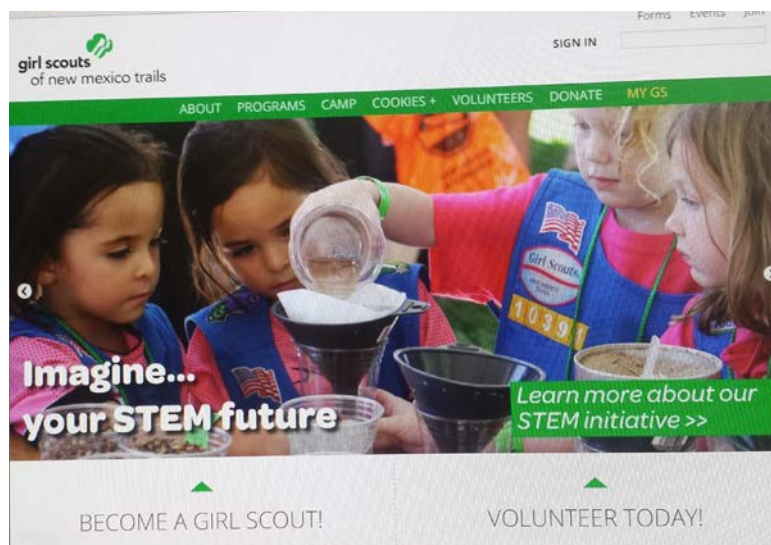 Forms Events Join
SIGN IN
girl scouts
of new mexico trails
ABOUT PROGRAMS CAMP COOKIES + VOLUNTEERS DONATE MY GS
Girl Scouts
10391
Imagine...
your STEM future
Learn more about our
STEM initiative >>
BECOME A GIRL SCOUT!
VOLUNTEER TODAY!